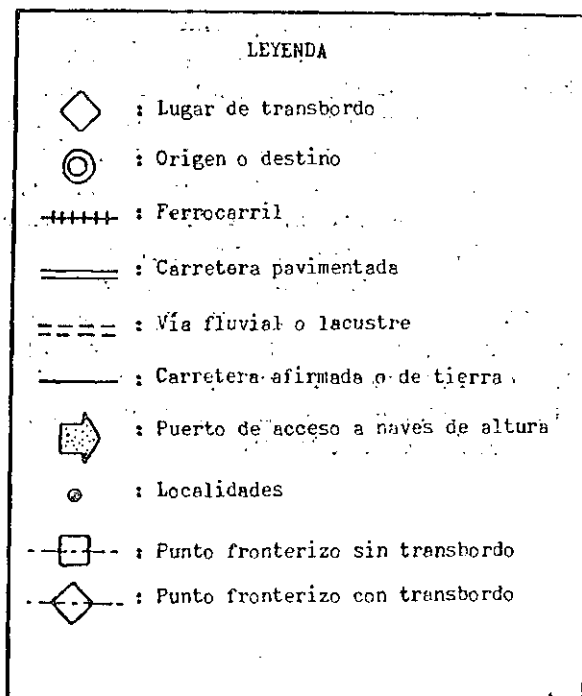 LEYENDA
: Lugar de transbordo
: Origen o destino
: Ferrocarril
: Carretera pavimentada
: Vía fluvial o lacustre
: Carretera afirmada o de tierra
: Puerto de acceso a naves de altura
: Localidades
: Punto fronterizo sin transbordo
: Punto fronterizo con transbordo